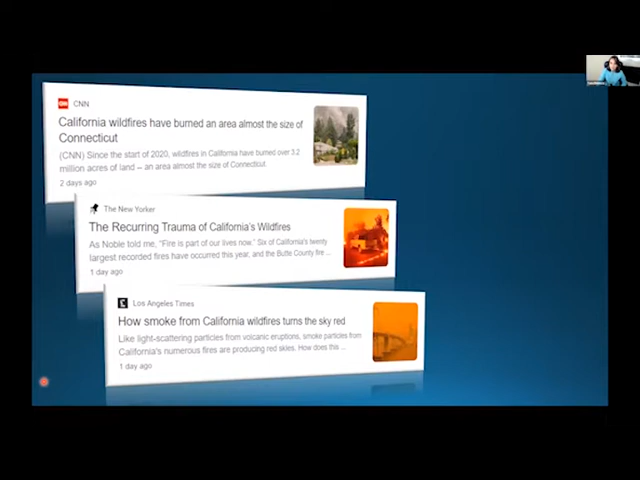 CNN
CNN
California wildfires have burned an area almost the size of
Connecticut
(CNN) Since the start of 2020, wildfires in California have burned over 3.2
million acres of land — an area almost the size of Connecticut.
2 days ago
The New Yorker
The Recurring Trauma of California's Wildfires
As Noble told me, "Fire is part of our lives now." Six of California's twenty
largest recorded fires have occurred this year, and the Butte County fire ...
1 day ago
Los Angeles Times
How smoke from California wildfires turns the sky red
Like light-scattering particles from volcanic eruptions, smoke particles from
California's numerous fires are producing red skies. How does this ...
1 day ago